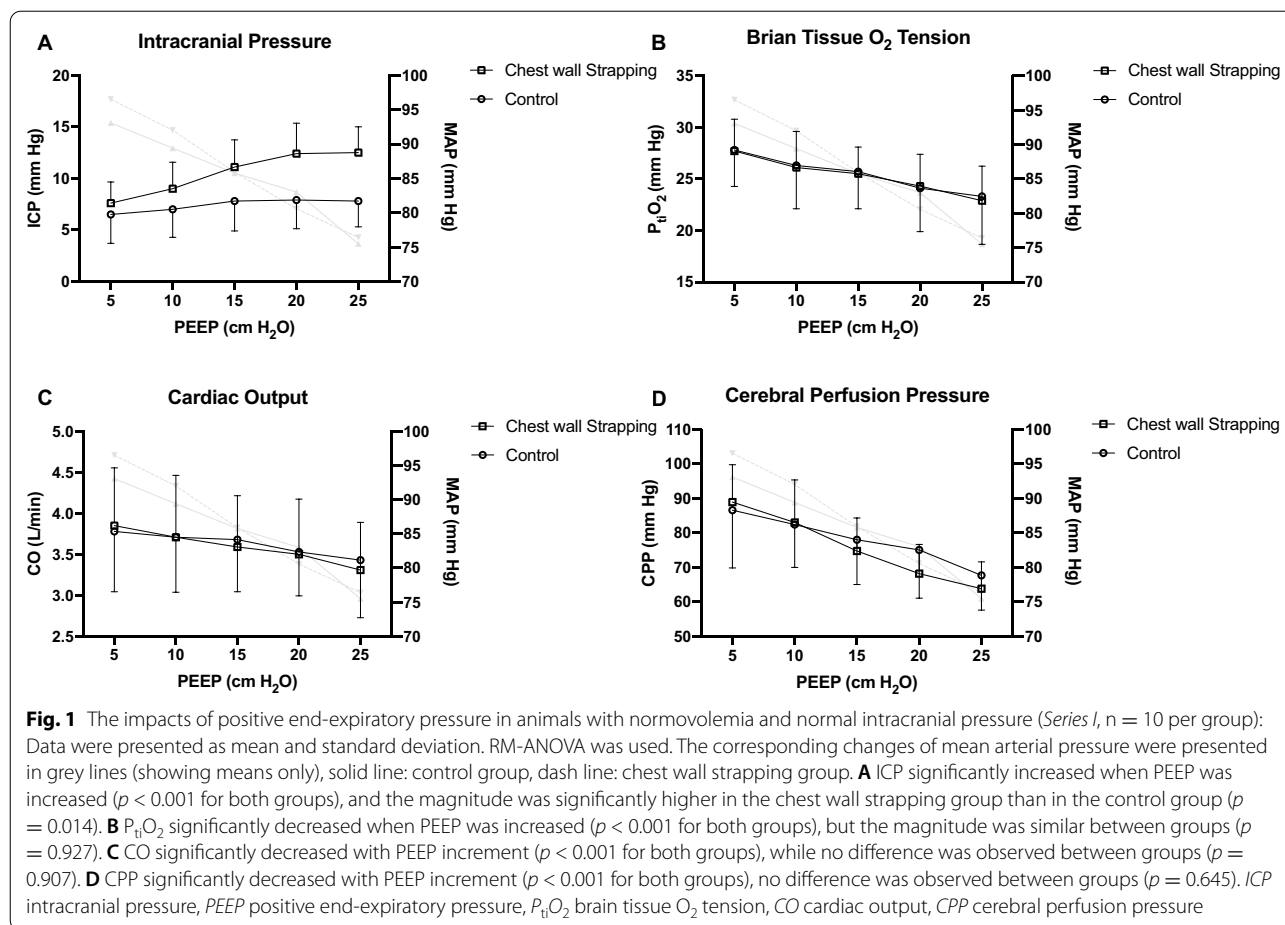 A
Intracranial Pressure
20
15
10
5
0
ICP (mm Hg)
100
95
90
85
80
75
70
MAP (mm Hg)
5 10 15 20 25
PEEP (cm H₂O)
Chest wall Strapping
Control
B
Brian Tissue O₂ Tension
35
30
25
20
15
PtiO₂ (mm Hg)
100
95
90
85
80
75
70
MAP (mm Hg)
5 10 15 20 25
PEEP (cm H₂O)
Chest wall Strapping
Control
C
Cardiac Output
5.0
4.5
4.0
3.5
3.0
2.5
CO (L/min)
100
95
90
85
80
75
70
MAP (mm Hg)
5 10 15 20 25
PEEP (cm H₂O)
Chest wall Strapping
Control
D
Cerebral Perfusion Pressure
110
100
90
80
70
60
50
CPP (mm Hg)
100
95
90
85
80
75
70
MAP (mm Hg)
5 10 15 20 25
PEEP (cm H₂O)
Chest wall Strapping
Control
Fig. 1 The impacts of positive end-expiratory pressure in animals with normovolemia and normal intracranial pressure (Series I, n = 10 per group):
Data were presented as mean and standard deviation. RM-ANOVA was used. The corresponding changes of mean arterial pressure were presented
in grey lines (showing means only), solid line: control group, dash line: chest wall strapping group. A ICP significantly increased when PEEP was
increased (p < 0.001 for both groups), and the magnitude was significantly higher in the chest wall strapping group than in the control group (p
= 0.014). B PtiO₂ significantly decreased when PEEP was increased (p < 0.001 for both groups), but the magnitude was similar between groups (p
= 0.927). C CO significantly decreased with PEEP increment (p < 0.001 for both groups), while no difference was observed between groups (p =
0.907). D CPP significantly decreased with PEEP increment (p < 0.001 for both groups), no difference was observed between groups (p = 0.645). ICP
intracranial pressure, PEEP positive end-expiratory pressure, PtiO₂ brain tissue O₂ tension, CO cardiac output, CPP cerebral perfusion pressure